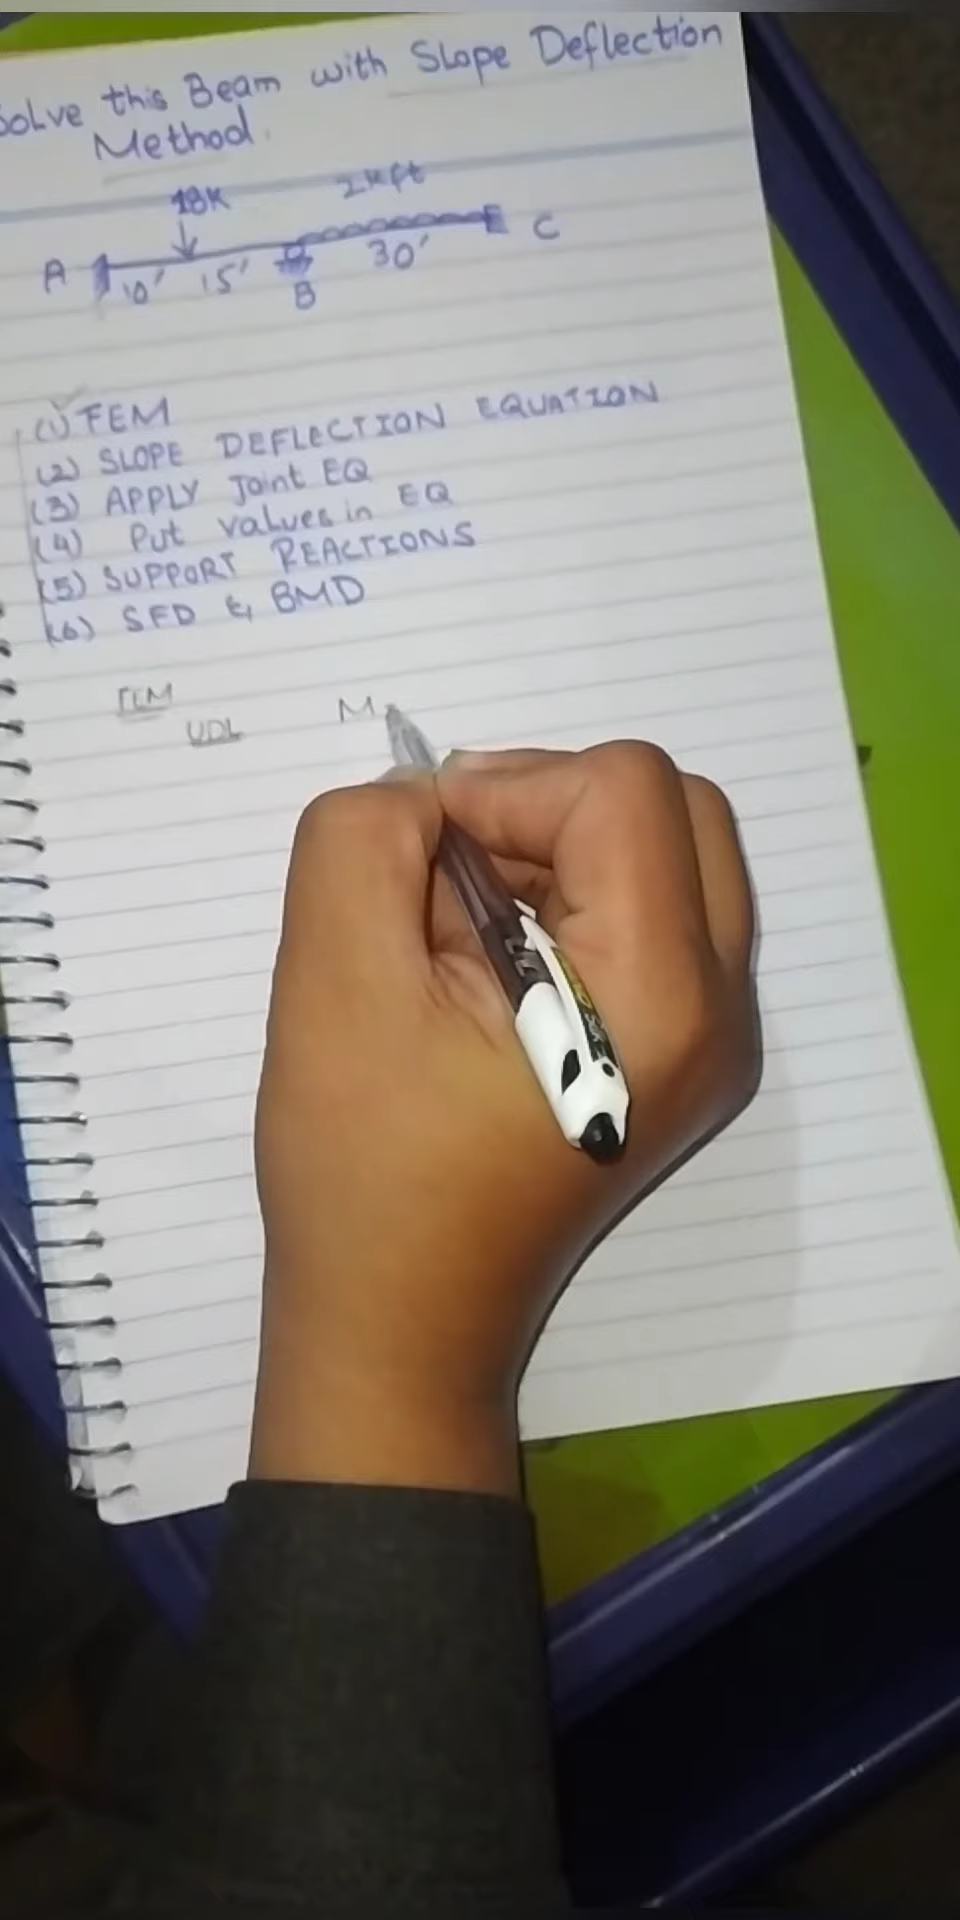 Solve this Beam with Slope Deflection
Method.
18K
2k/ft
A
10'
15'
B
30'
C
(1) FEM
(2) SLOPE DEFLECTION EQUATION
(3) APPLY Joint EQ
(4) Put values in EQ
(5) SUPPORT REACTIONS
(6) SFD & BMD
FEM
UDL
M